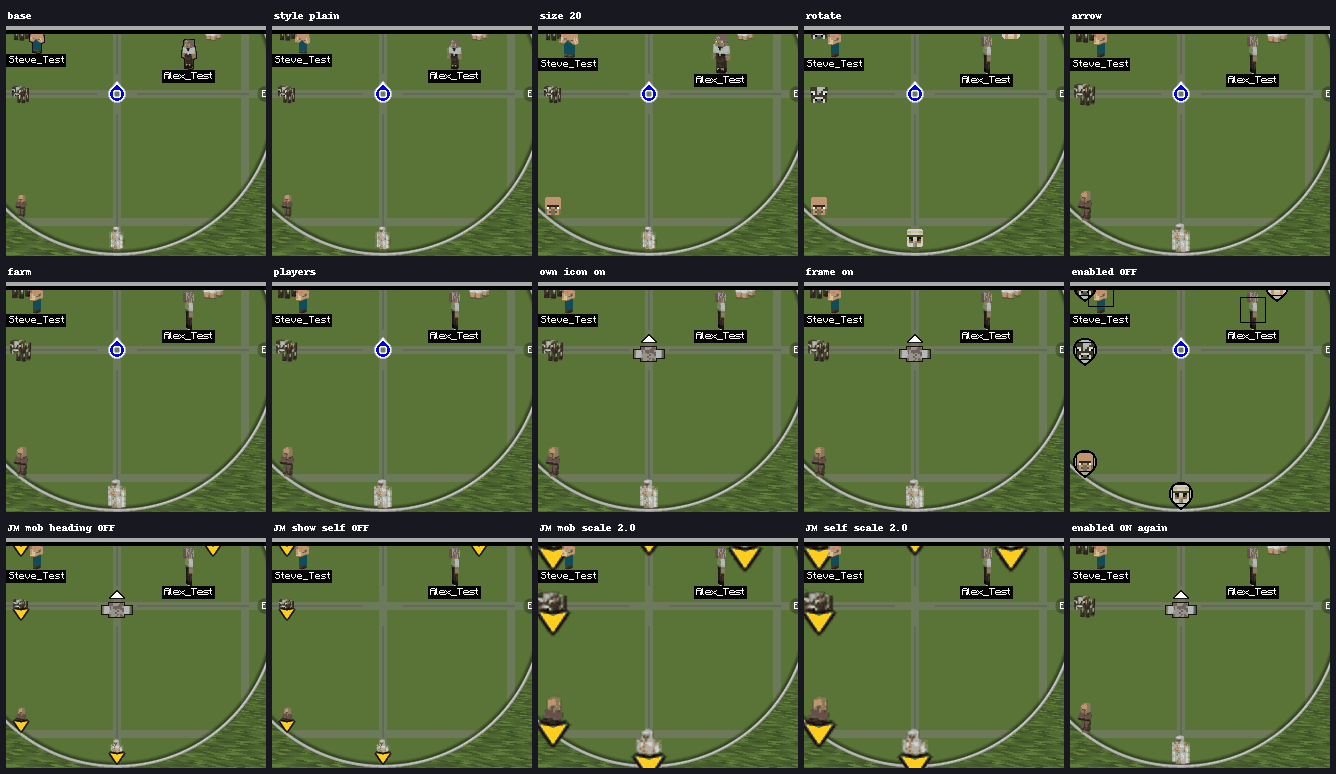 base
style plain
size 20
rotate
arrow
Steve_Test
Alex_Test
E
Steve_Test
Alex_Test
E
Steve_Test
Alex_Test
E
Steve_Test
Alex_Test
E
Steve_Test
Alex_Test
E
farm
players
own icon on
frame on
enabled OFF
Steve_Test
Alex_Test
E
Steve_Test
Alex_Test
E
Steve_Test
Alex_Test
E
Steve_Test
Alex_Test
E
Steve_Test
Alex_Test
E
JM mob heading OFF
JM show self OFF
JM mob scale 2.0
JM self scale 2.0
enabled ON again
Steve_Test
Alex_Test
E
Steve_Test
Alex_Test
E
Steve_Test
Alex_Test
E
Steve_Test
Alex_Test
E
Steve_Test
Alex_Test
E